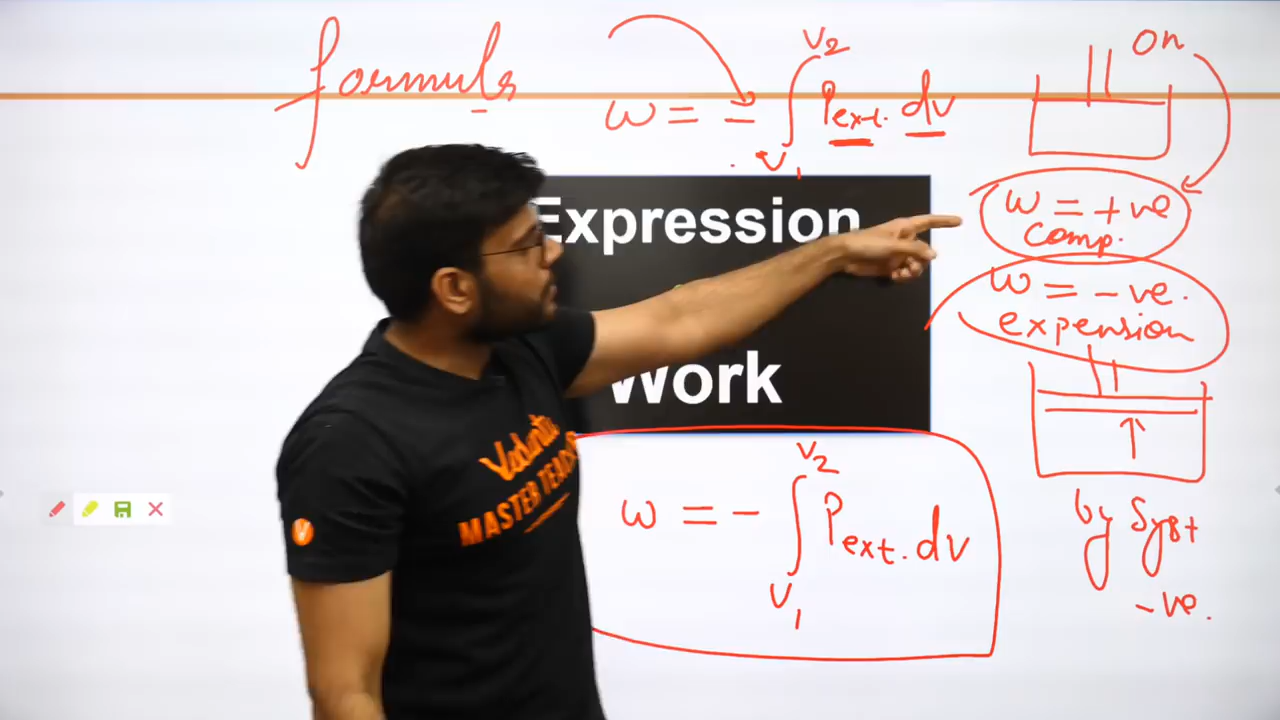 formula
w = - ∫ V₁ V₂ Pext. dv
on
w = +ve
comp.
w = -ve.
expension
Expression
Work
w = - ∫ V₁ V₂ Pext. dv
by syst
-ve.
Vedantu
MASTER TEACHER